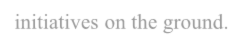 initiatives on the ground.